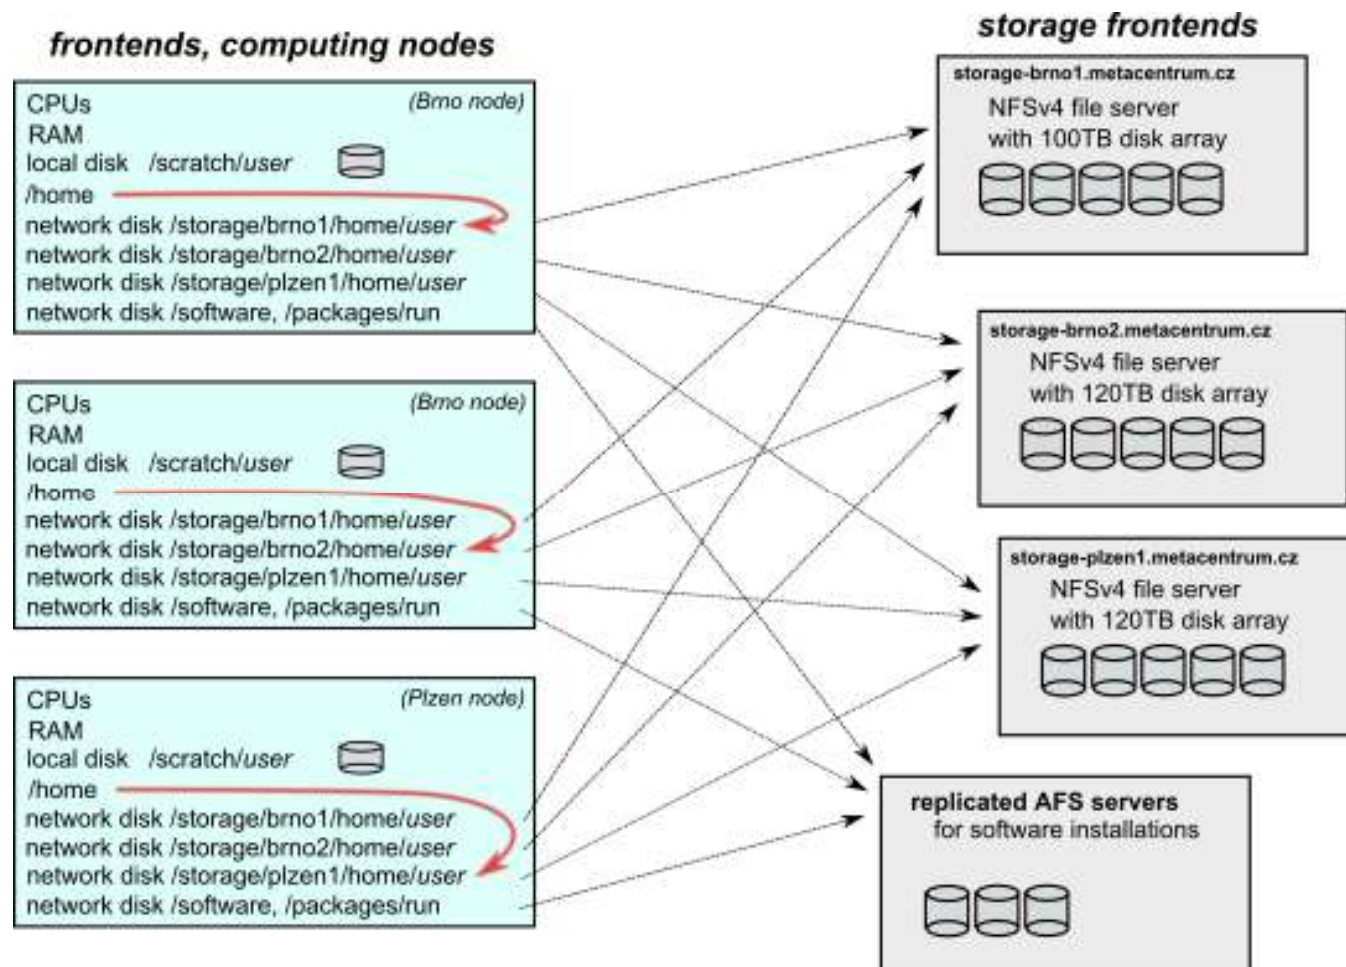 frontends, computing nodes
CPUs (Brno node)
RAM
local disk /scratch/user
/home
network disk /storage/brno1/home/user
network disk /storage/brno2/home/user
network disk /storage/plzen1/home/user
network disk /software, /packages/run
CPUs (Brno node)
RAM
local disk /scratch/user
/home
network disk /storage/brno1/home/user
network disk /storage/brno2/home/user
network disk /storage/plzen1/home/user
network disk /software, /packages/run
CPUs (Plzen node)
RAM
local disk /scratch/user
/home
network disk /storage/brno1/home/user
network disk /storage/brno2/home/user
network disk /storage/plzen1/home/user
network disk /software, /packages/run
storage frontends
storage-brno1.metacentrum.cz
NFSv4 file server
with 100TB disk array
storage-brno2.metacentrum.cz
NFSv4 file server
with 120TB disk array
storage-plzen1.metacentrum.cz
NFSv4 file server
with 120TB disk array
replicated AFS servers
for software installations